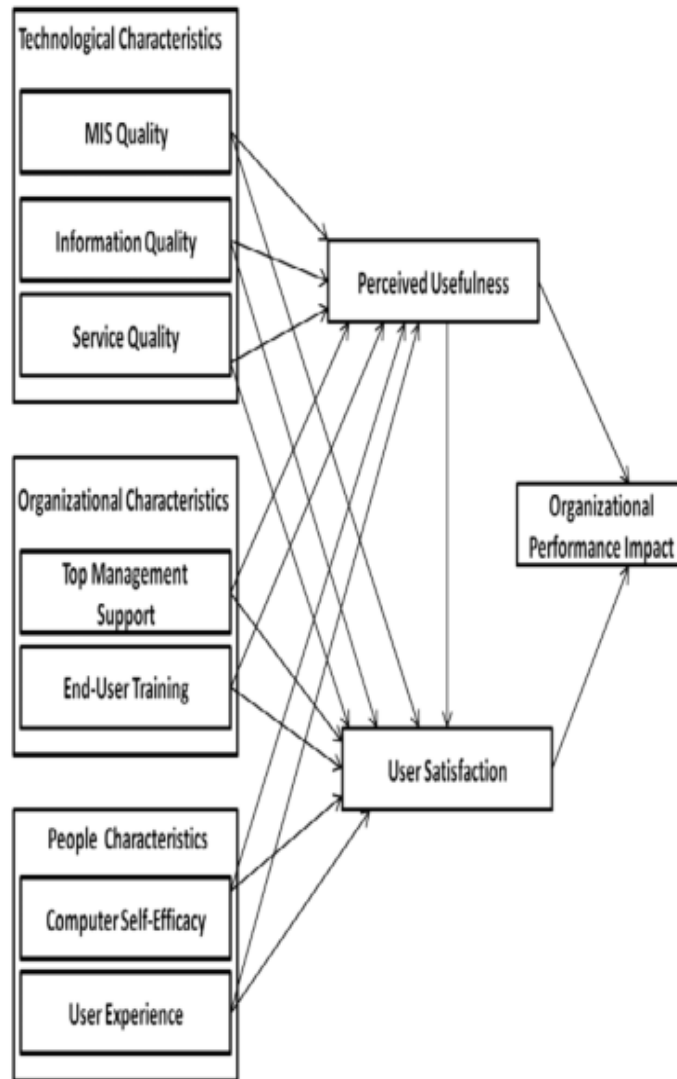 Technological Characteristics
MIS Quality
Information Quality
Service Quality
Perceived Usefulness
Organizational Characteristics
Top Management
Support
End-User Training
Organizational
Performance Impact
User Satisfaction
People Characteristics
Computer Self-Efficacy
User Experience